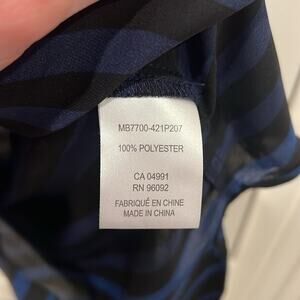 MB7700-421P207
100% POLYESTER
CA 04991
RN 96092
FABRIQUÉ EN CHINE
MADE IN CHINA